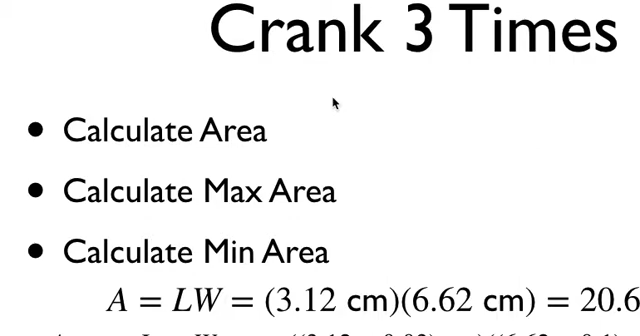 Crank 3 Times
• Calculate Area
• Calculate Max Area
• Calculate Min Area
A = LW = (3.12 cm)(6.62 cm) = 20.6